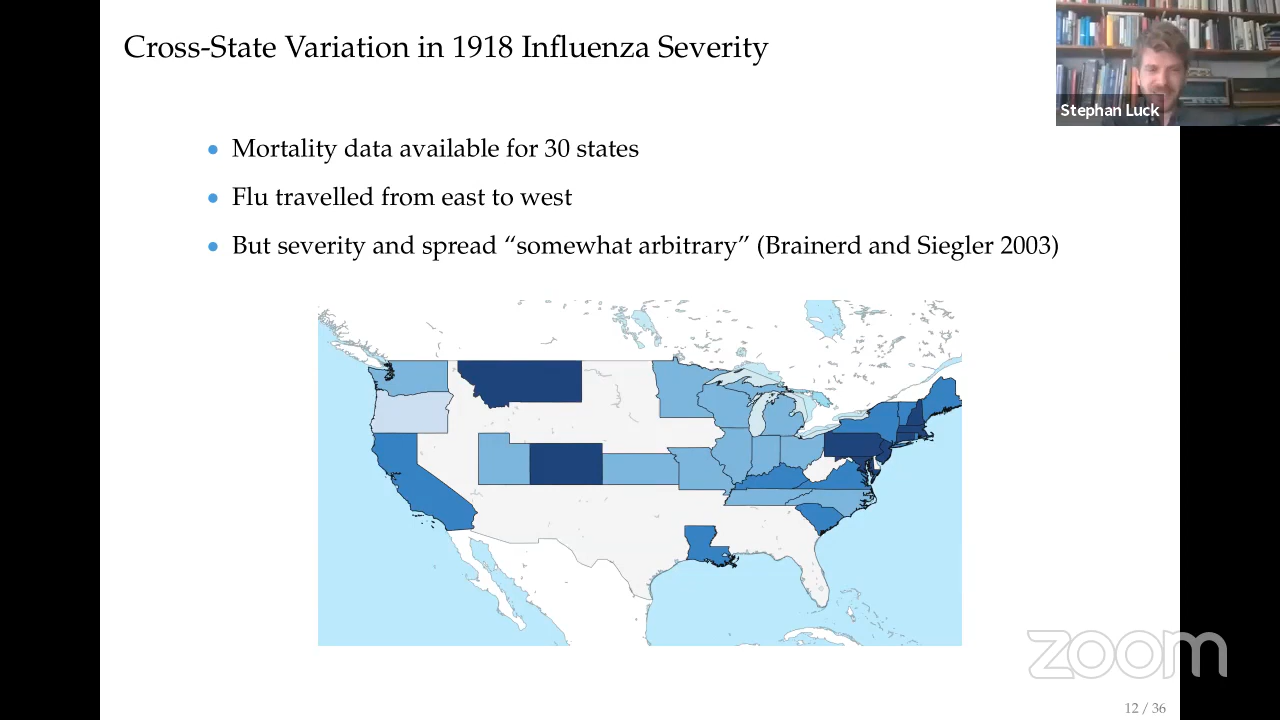 Cross-State Variation in 1918 Influenza Severity
Stephan Luck
Mortality data available for 30 states
Flu travelled from east to west
But severity and spread “somewhat arbitrary” (Brainerd and Siegler 2003)
zoom
12 / 36